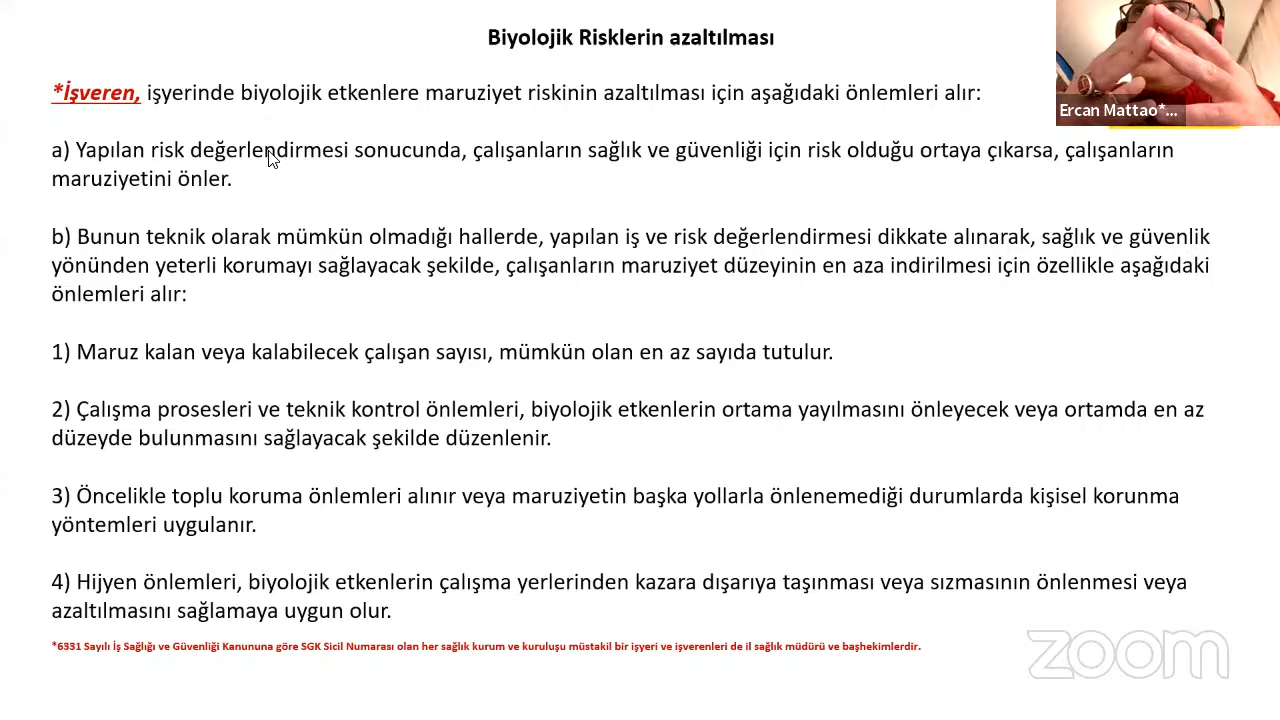 Biyolojik Risklerin azaltılması
*İşveren, işyerinde biyolojik etkenlere maruziyet riskinin azaltılması için aşağıdaki önlemleri alır:
Ercan Mattao*...
a) Yapılan risk değerlendirmesi sonucunda, çalışanların sağlık ve güvenliği için risk olduğu ortaya çıkarsa, çalışanların
maruziyetini önler.
b) Bunun teknik olarak mümkün olmadığı hallerde, yapılan iş ve risk değerlendirmesi dikkate alınarak, sağlık ve güvenlik
yönünden yeterli korumayı sağlayacak şekilde, çalışanların maruziyet düzeyinin en aza indirilmesi için özellikle aşağıdaki
önlemleri alır:
1) Maruz kalan veya kalabilecek çalışan sayısı, mümkün olan en az sayıda tutulur.
2) Çalışma prosesleri ve teknik kontrol önlemleri, biyolojik etkenlerin ortama yayılmasını önleyecek veya ortamda en az
düzeyde bulunmasını sağlayacak şekilde düzenlenir.
3) Öncelikle toplu koruma önlemleri alınır veya maruziyetin başka yollarla önlenemediği durumlarda kişisel korunma
yöntemleri uygulanır.
4) Hijyen önlemleri, biyolojik etkenlerin çalışma yerlerinden kazara dışarıya taşınması veya sızmasının önlenmesi veya
azaltılmasını sağlamaya uygun olur.
*6331 Sayılı İş Sağlığı ve Güvenliği Kanununa göre SGK Sicil Numarası olan her sağlık kurum ve kuruluşu müstakil bir işyeri ve işverenleri de il sağlık müdürü ve başhekimlerdir.
zoom